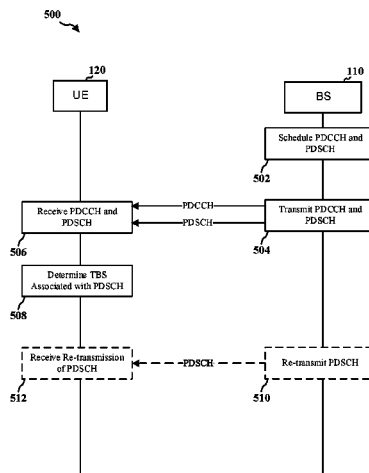 500
120
110
UE
BS
Schedule PDCCH and
PDSCH
502
PDCCH
Receive PDCCH and
PDSCH
PDSCH
Transmit PDCCH and
PDSCH
506
504
Determine TBS
Associated with PDSCH
508
Receive Re-transmission
of PDSCH
PDSCH
Re-transmit PDSCH
512
510